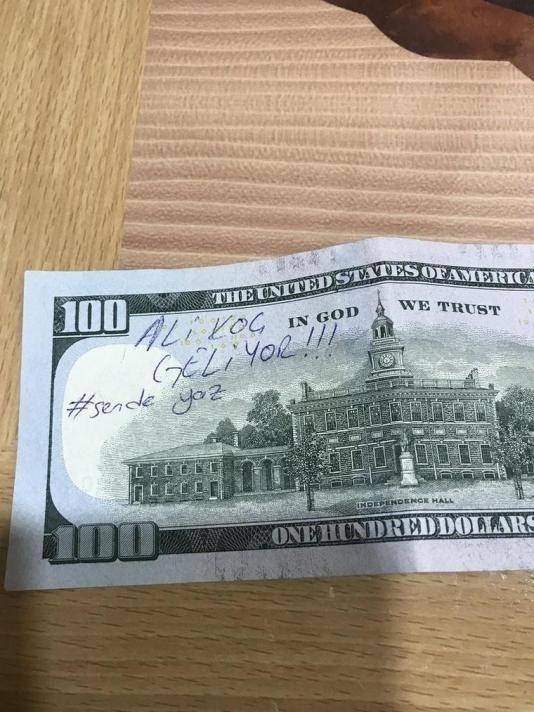 THE UNITED STATES OF AMERICA
100
ALİ KOG
IN GOD WE TRUST
GELİYOR!!!
#sende yaz
INDEPENDENCE HALL
100
ONE HUNDRED DOLLARS